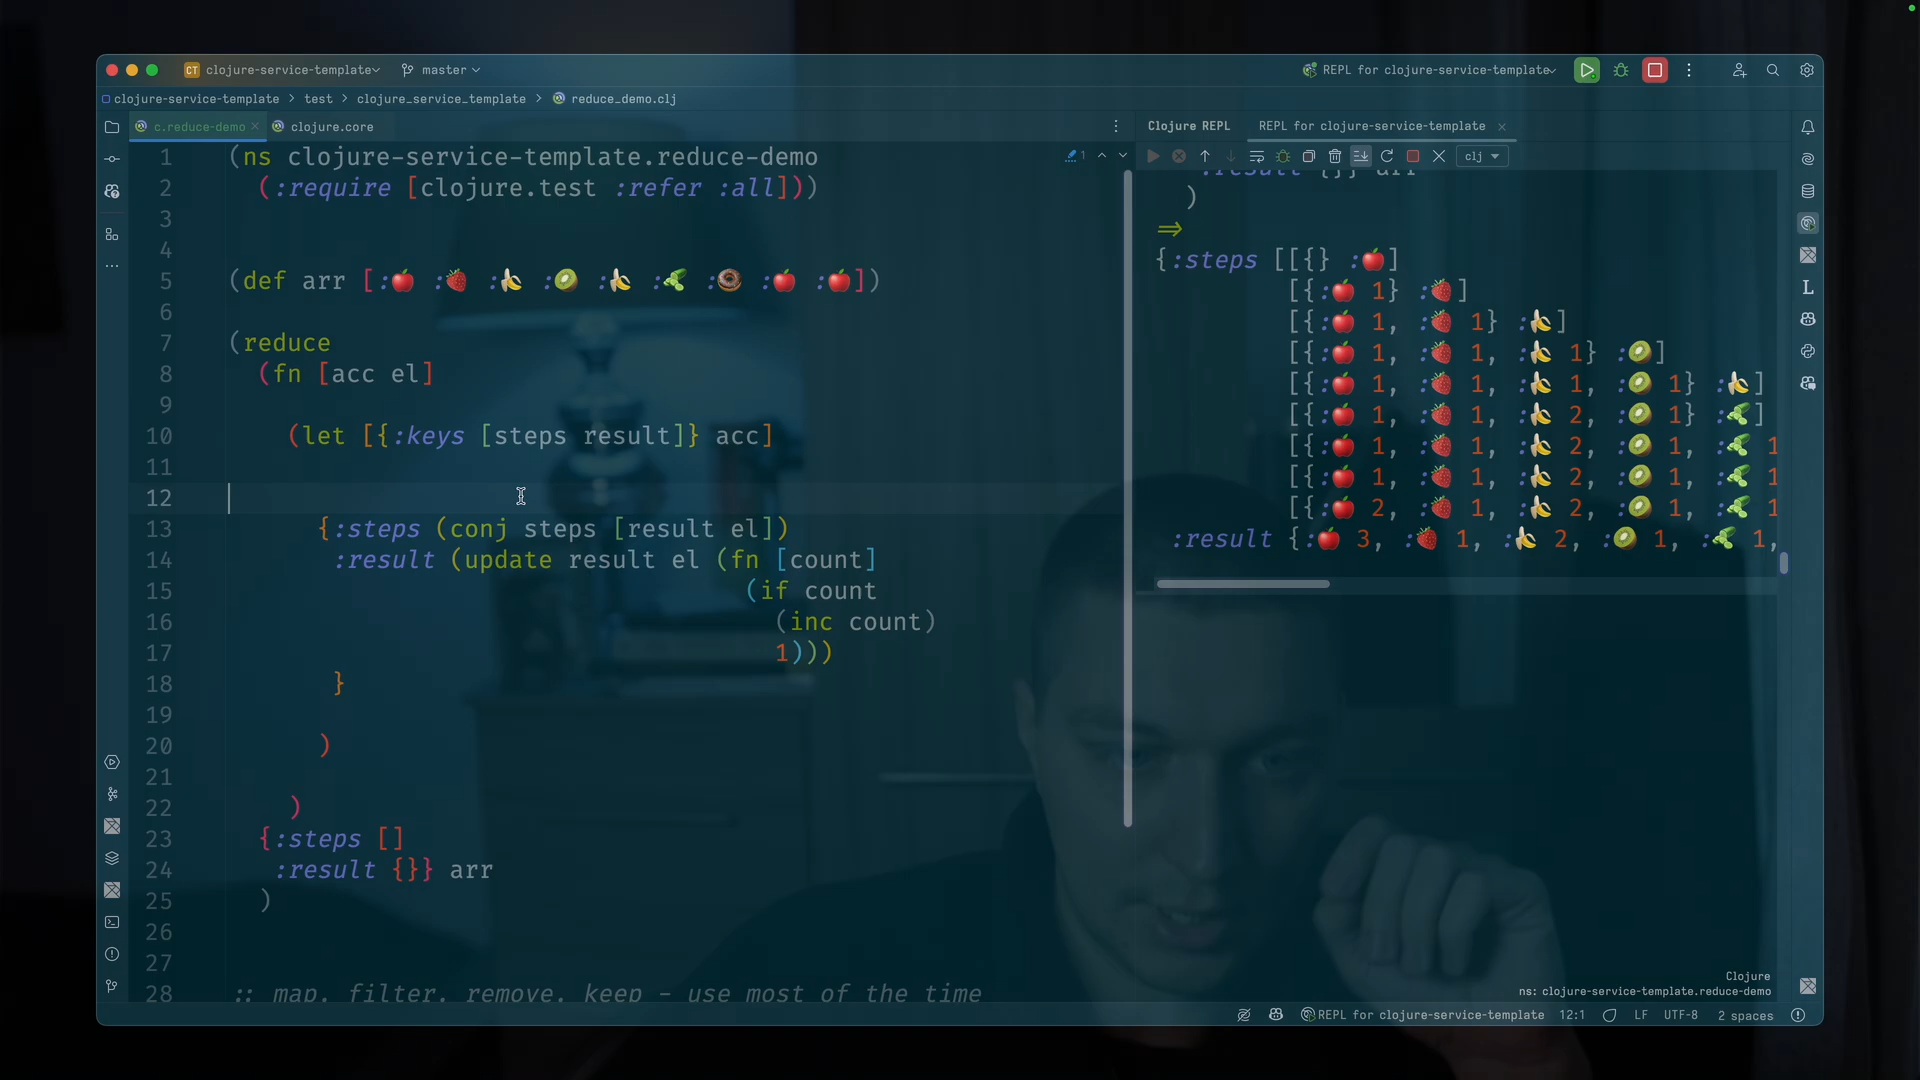 CT clojure-service-template master
REPL for clojure-service-template
clojure-service-template > test > clojure_service_template > reduce_demo.clj
c.reduce-demo clojure.core
1 (ns clojure-service-template.reduce-demo
2 (:require [clojure.test :refer :all]))
3
4
5 (def arr [:🍎 :🍓 :🍌 :🥝 :🍌 :🥒 :🍩 :🍎 :🍎])
6
7 (reduce
8 (fn [acc el]
9
10 (let [{:keys [steps result]} acc]
11
12
13 {:steps (conj steps [result el])
14 :result (update result el (fn [count]
15 (if count
16 (inc count)
17 1)))
18 }
19
20 )
21
22 )
23 {:steps []
24 :result {}} arr
25 )
26
27
28 ;; map, filter, remove, keep - use most of the time
1
Clojure REPL REPL for clojure-service-template
clj
:result {}} arr
)
=>
{:steps [[{} :🍎]
[{:🍎 1} :🍓]
[{:🍎 1, :🍓 1} :🍌]
[{:🍎 1, :🍓 1, :🍌 1} :🥝]
[{:🍎 1, :🍓 1, :🍌 1, :🥝 1} :🍌]
[{:🍎 1, :🍓 1, :🍌 2, :🥝 1} :🥒]
[{:🍎 1, :🍓 1, :🍌 2, :🥝 1, :🥒 1
[{:🍎 1, :🍓 1, :🍌 2, :🥝 1, :🥒 1
[{:🍎 2, :🍓 1, :🍌 2, :🥝 1, :🥒 1
:result {:🍎 3, :🍓 1, :🍌 2, :🥝 1, :🥒 1,
L
Clojure
ns: clojure-service-template.reduce-demo
REPL for clojure-service-template 12:1 LF UTF-8 2 spaces